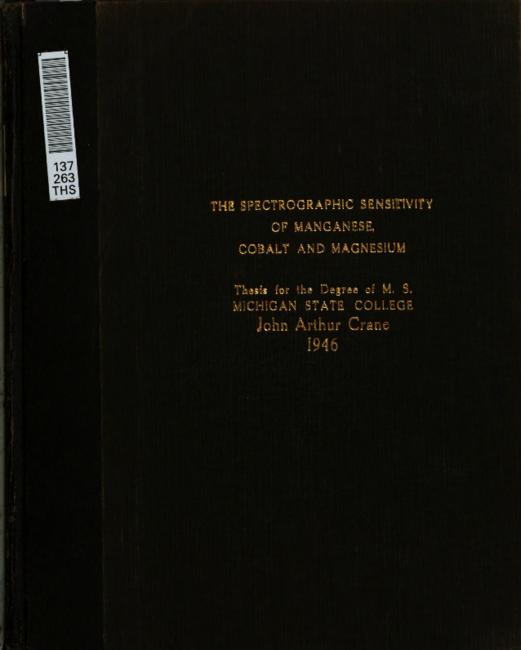 137
263
THS
THE SPECTROGRAPHIC SENSITIVITY
OF MANGANESE,
COBALT AND MAGNESIUM
Thesis for the Degree of M. S.
MICHIGAN STATE COLLEGE
John Arthur Crane
1946